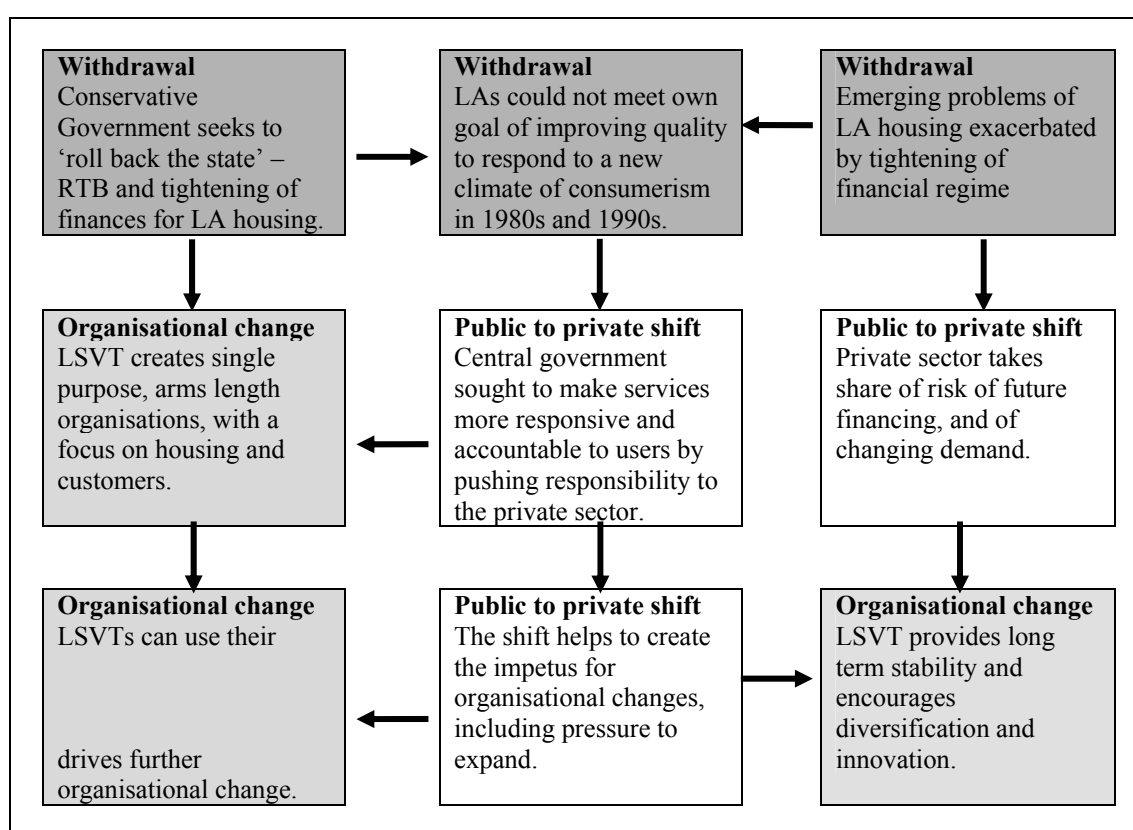 Withdrawal
Conservative
Government seeks to
‘roll back the state’ –
RTB and tightening of
finances for LA housing.
Withdrawal
LAs could not meet own
goal of improving quality
to respond to a new
climate of consumerism
in 1980s and 1990s.
Withdrawal
Emerging problems of
LA housing exacerbated
by tightening of
financial regime
Organisational change
LSVT creates single
purpose, arms length
organisations, with a
focus on housing and
customers.
Public to private shift
Central government
sought to make services
more responsive and
accountable to users by
pushing responsibility to
the private sector.
Public to private shift
Private sector takes
share of risk of future
financing, and of
changing demand.
Organisational change
LSVTs can use their
drives further
organisational change.
Public to private shift
The shift helps to create
the impetus for
organisational changes,
including pressure to
expand.
Organisational change
LSVT provides long
term stability and
encourages
diversification and
innovation.